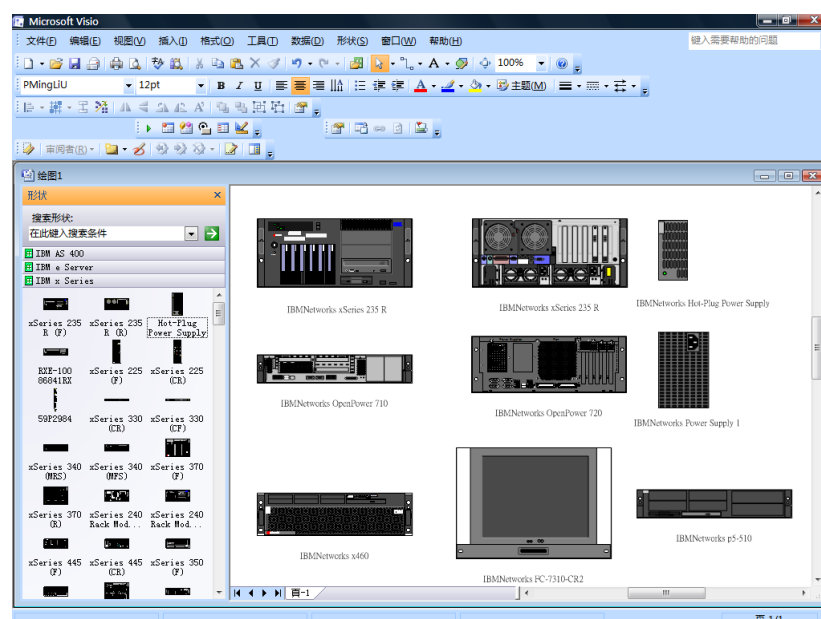 Microsoft Visio
文件(F) 编辑(E) 视图(V) 插入(I) 格式(O) 工具(T) 数据(D) 形状(S) 窗口(W) 帮助(H) 键入需要帮助的问题
100%
PMingLiU 12pt B I U A 主题(M)
审阅者(R)
绘图1
形状
搜索形状:
在此键入搜索条件
IBM AS 400
IBM e Server
IBM x Series
xSeries 235 R (F)
xSeries 235 R (R)
Hot-Plug Power Supply
RXE-100 86841RX
xSeries 225 (F)
xSeries 225 (CR)
59P2984
xSeries 330 (CR)
xSeries 330 (CF)
xSeries 340 (MRS)
xSeries 340 (MFS)
xSeries 370 (F)
xSeries 370 (R)
xSeries 240 Rack Mod...
xSeries 240 Rack Mod...
xSeries 445 (F)
xSeries 445 (CR)
xSeries 350 (F)
IBMNetworks xSeries 235 R
IBMNetworks xSeries 235 R
IBMNetworks Hot-Plug Power Supply
IBMNetworks OpenPower 710
IBMNetworks OpenPower 720
IBMNetworks Power Supply 1
IBMNetworks x460
IBMNetworks FC-7310-CR2
IBMNetworks p5-510
頁-1
頁 1/1